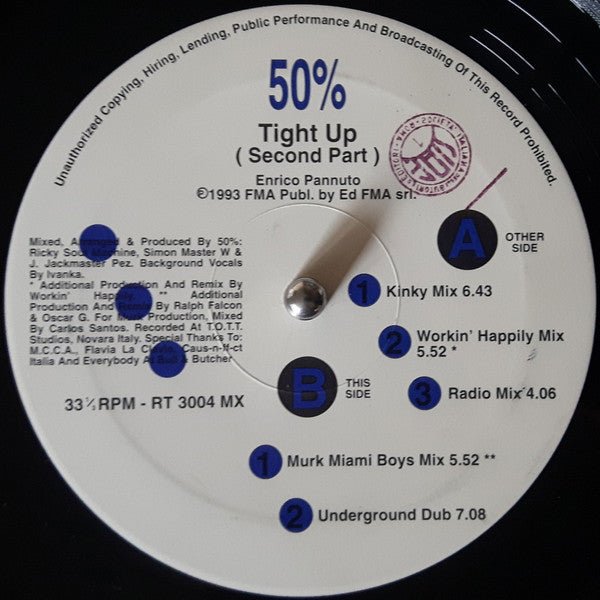 Unauthorized Copying, Hiring, Lending, Public Performance And Broadcasting Of This Record Prohibited.
50%
Tight Up
( Second Part )
Enrico Pannuto
©1993 FMA Publ. by Ed FMA srl.
A
OTHER
SIDE
Mixed, Arranged & Produced By 50%:
Ricky Soul Machine, Simon Master W &
J. Jackmaster Pez. Background Vocals
By Ivanka.
* Additional Production And Remix By
Workin' Happily, ** Additional
Production And Remix By Ralph Falcon
& Oscar G. For Murk Production, Mixed
By Carlos Santos. Recorded At T.O.T.T.
Studios, Novara Italy. Special Thanks To:
M.C.C.A., Flavia La Clavia, Caus-n-ff-ct
Italia And Everybody At & Butcher
1 Kinky Mix 6.43
2 Workin' Happily Mix
5.52 *
3 Radio Mix 4.06
B
THIS
SIDE
33⅓ RPM - RT 3004 MX
1 Murk Miami Boys Mix 5.52 **
2 Underground Dub 7.08